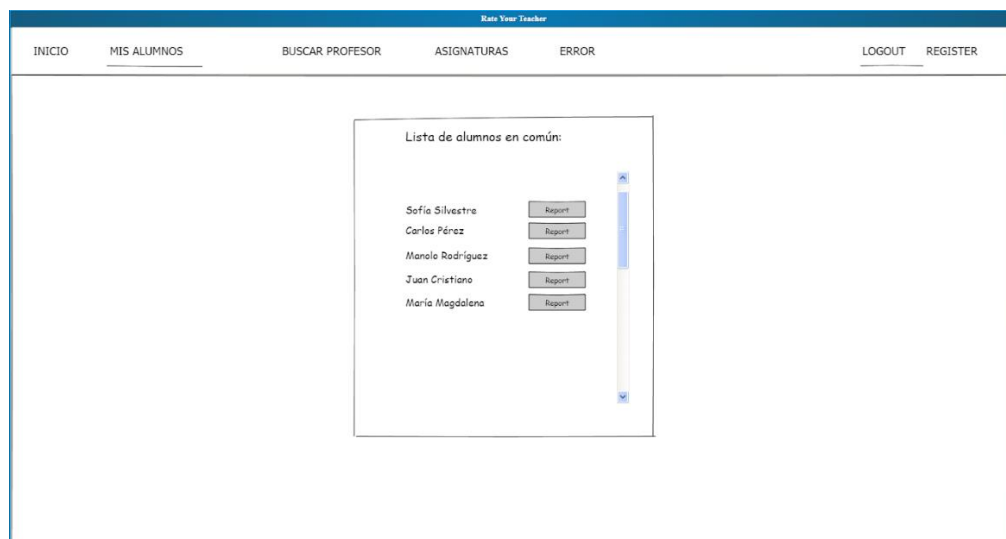 Rate Your Teacher
INICIO MIS ALUMNOS BUSCAR PROFESOR ASIGNATURAS ERROR LOGOUT REGISTER
Lista de alumnos en común:
Sofía Silvestre Report
Carlos Pérez Report
Manolo Rodríguez Report
Juan Cristiano Report
María Magdalena Report